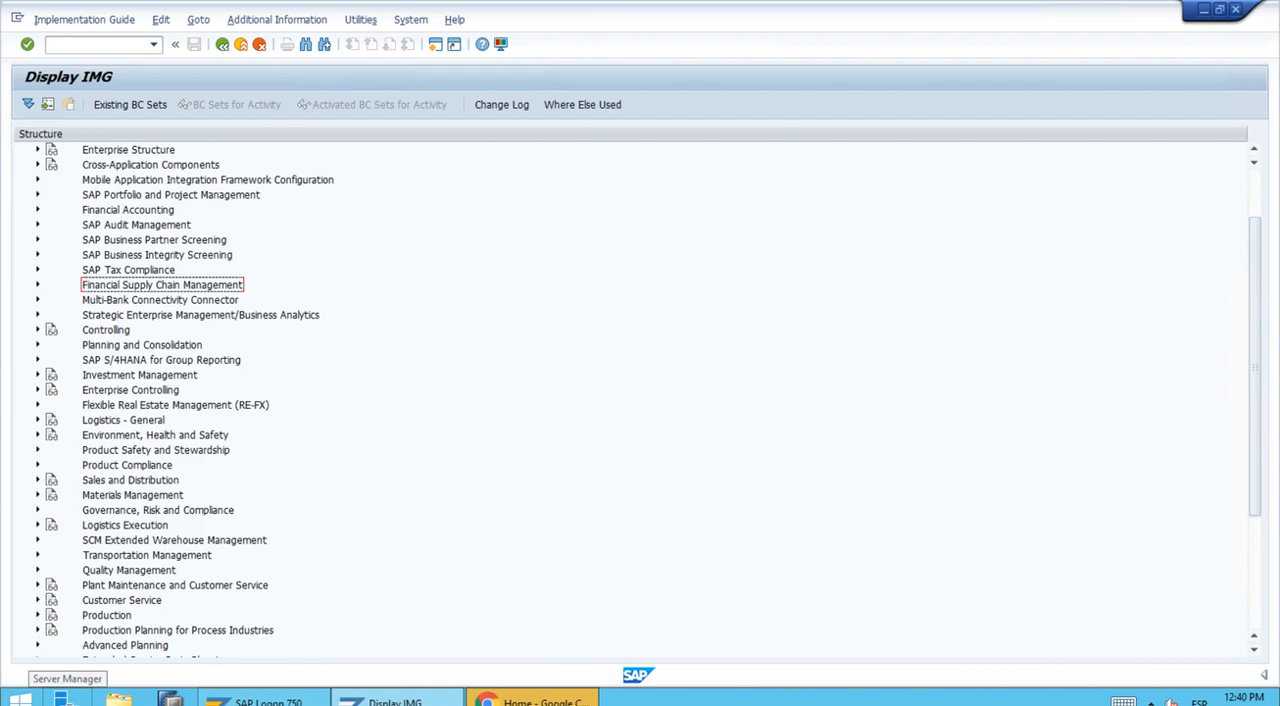 Implementation Guide Edit Goto Additional Information Utilities System Help
Display IMG
Existing BC Sets BC Sets for Activity Activated BC Sets for Activity Change Log Where Else Used
Structure
Enterprise Structure
Cross-Application Components
Mobile Application Integration Framework Configuration
SAP Portfolio and Project Management
Financial Accounting
SAP Audit Management
SAP Business Partner Screening
SAP Business Integrity Screening
SAP Tax Compliance
Financial Supply Chain Management
Multi-Bank Connectivity Connector
Strategic Enterprise Management/Business Analytics
Controlling
Planning and Consolidation
SAP S/4HANA for Group Reporting
Investment Management
Enterprise Controlling
Flexible Real Estate Management (RE-FX)
Logistics - General
Environment, Health and Safety
Product Safety and Stewardship
Product Compliance
Sales and Distribution
Materials Management
Governance, Risk and Compliance
Logistics Execution
SCM Extended Warehouse Management
Transportation Management
Quality Management
Plant Maintenance and Customer Service
Customer Service
Production
Production Planning for Process Industries
Advanced Planning
SAP
Server Manager
SAP Logon 750 Display IMG Home - Google C... ESP 12:40 PM